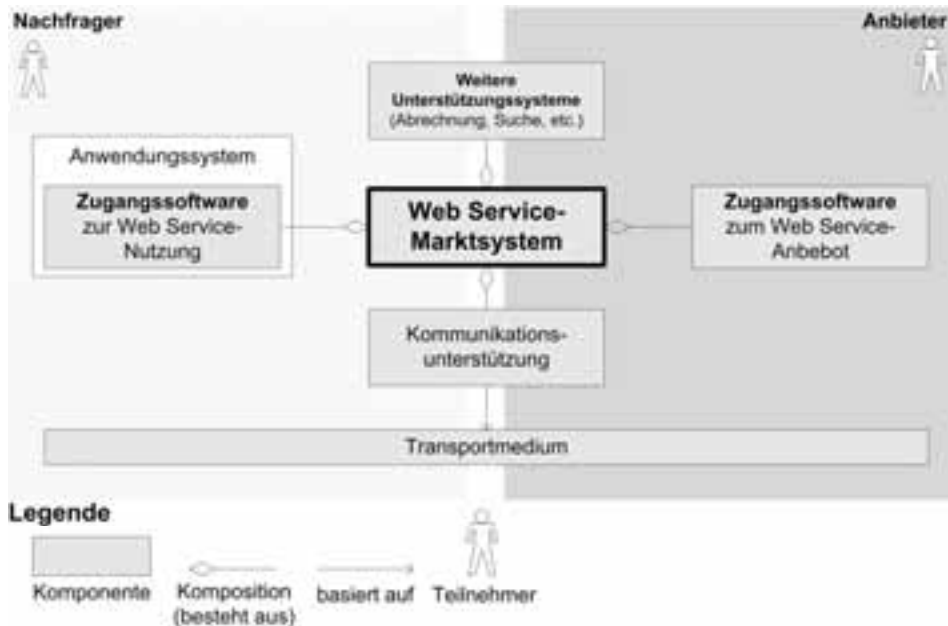 Nachfrager
Anbieter
Weitere
Unterstützungssysteme
(Abrechnung, Suche, etc.)
Anwendungssystem
Zugangssoftware
zur Web Service-
Nutzung
Web Service-
Marktsystem
Zugangssoftware
zum Web Service-
Anbebot
Kommunikations-
unterstützung
Transportmedium
Legende
Komponente
Komposition
(besteht aus)
basiert auf
Teilnehmer